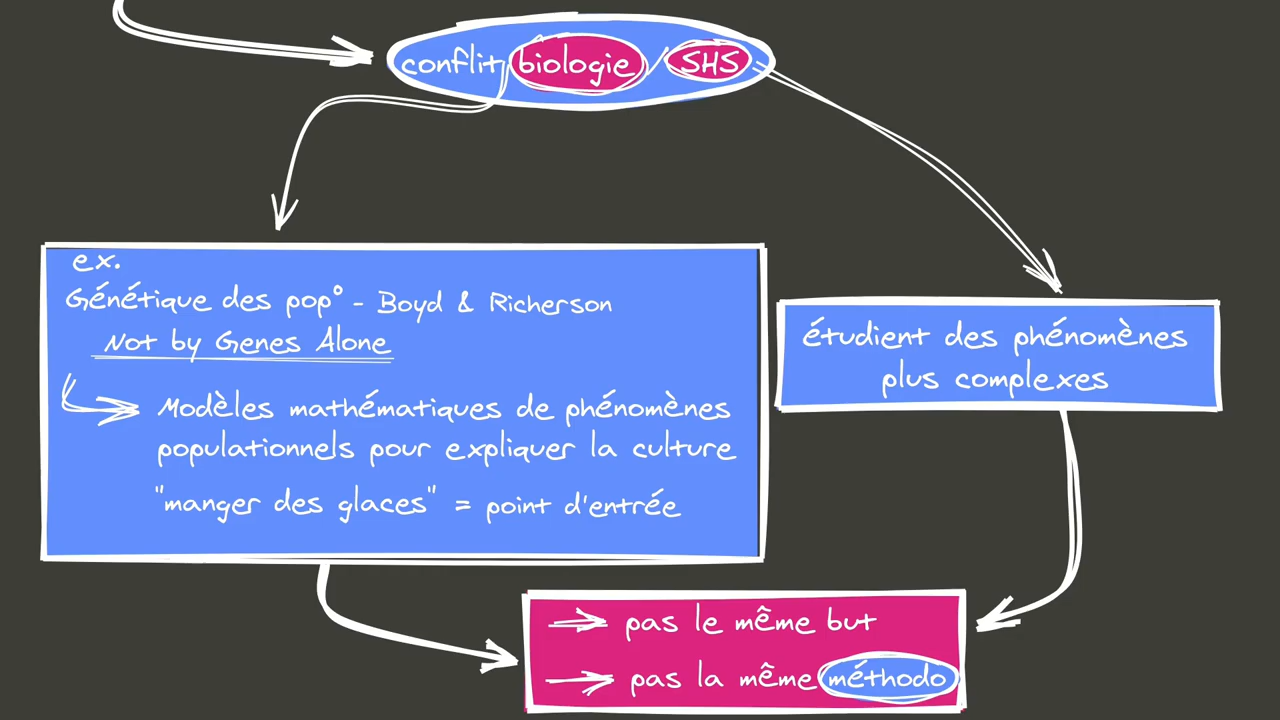 conflit biologie / SHS
ex.
Génétique des pop° - Boyd & Richerson
Not by Genes Alone
Modèles mathématiques de phénomènes
populationnels pour expliquer la culture
"manger des glaces" = point d'entrée
étudient des phénomènes
plus complexes
pas le même but
pas la même méthodo